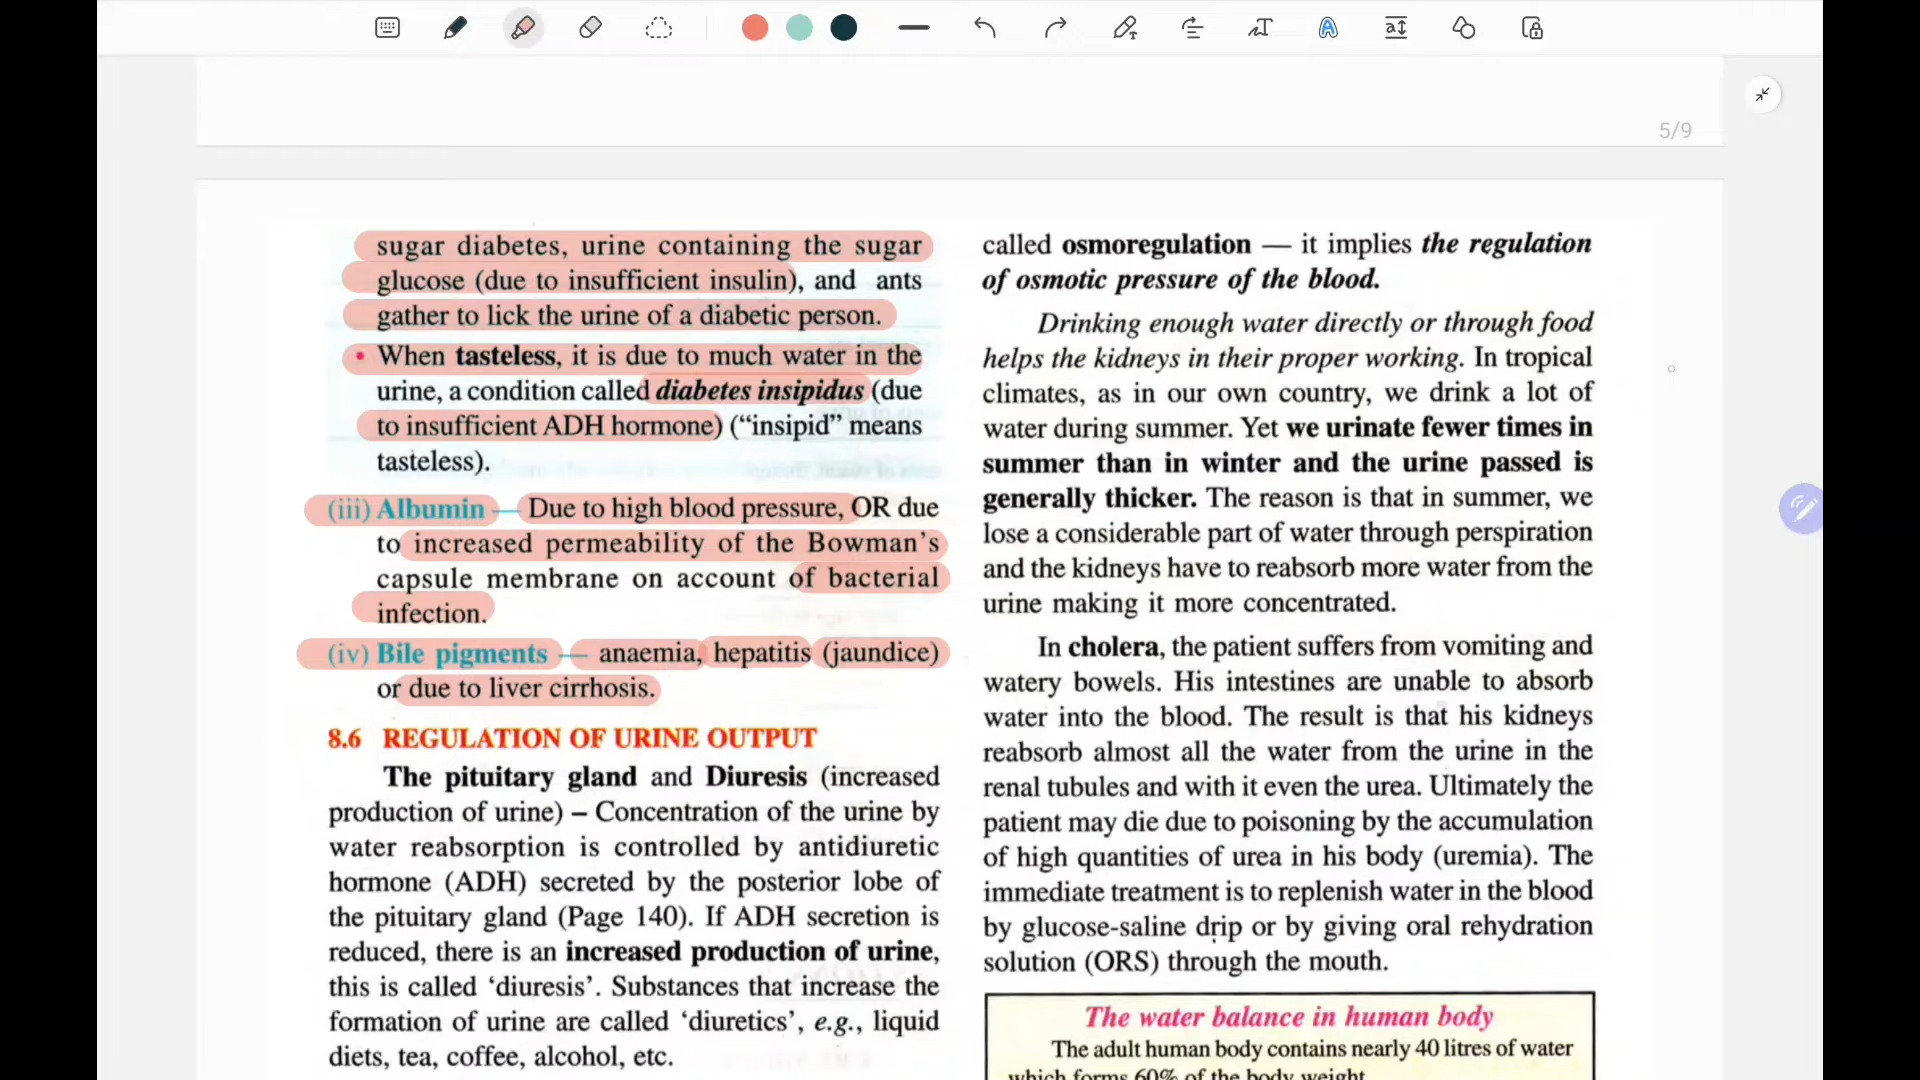 5/9
sugar diabetes, urine containing the sugar
glucose (due to insufficient insulin), and ants
gather to lick the urine of a diabetic person.
• When tasteless, it is due to much water in the
urine, a condition called diabetes insipidus (due
to insufficient ADH hormone) (“insipid” means
tasteless).
(iii) Albumin — Due to high blood pressure, OR due
to increased permeability of the Bowman’s
capsule membrane on account of bacterial
infection.
(iv) Bile pigments — anaemia, hepatitis (jaundice)
or due to liver cirrhosis.
8.6 REGULATION OF URINE OUTPUT
The pituitary gland and Diuresis (increased
production of urine) – Concentration of the urine by
water reabsorption is controlled by antidiuretic
hormone (ADH) secreted by the posterior lobe of
the pituitary gland (Page 140). If ADH secretion is
reduced, there is an increased production of urine,
this is called ‘diuresis’. Substances that increase the
formation of urine are called ‘diuretics’, e.g., liquid
diets, tea, coffee, alcohol, etc.
called osmoregulation — it implies the regulation
of osmotic pressure of the blood.
Drinking enough water directly or through food
helps the kidneys in their proper working. In tropical
climates, as in our own country, we drink a lot of
water during summer. Yet we urinate fewer times in
summer than in winter and the urine passed is
generally thicker. The reason is that in summer, we
lose a considerable part of water through perspiration
and the kidneys have to reabsorb more water from the
urine making it more concentrated.
In cholera, the patient suffers from vomiting and
watery bowels. His intestines are unable to absorb
water into the blood. The result is that his kidneys
reabsorb almost all the water from the urine in the
renal tubules and with it even the urea. Ultimately the
patient may die due to poisoning by the accumulation
of high quantities of urea in his body (uremia). The
immediate treatment is to replenish water in the blood
by glucose-saline drip or by giving oral rehydration
solution (ORS) through the mouth.
The water balance in human body
The adult human body contains nearly 40 litres of water
which forms 60% of the body weight